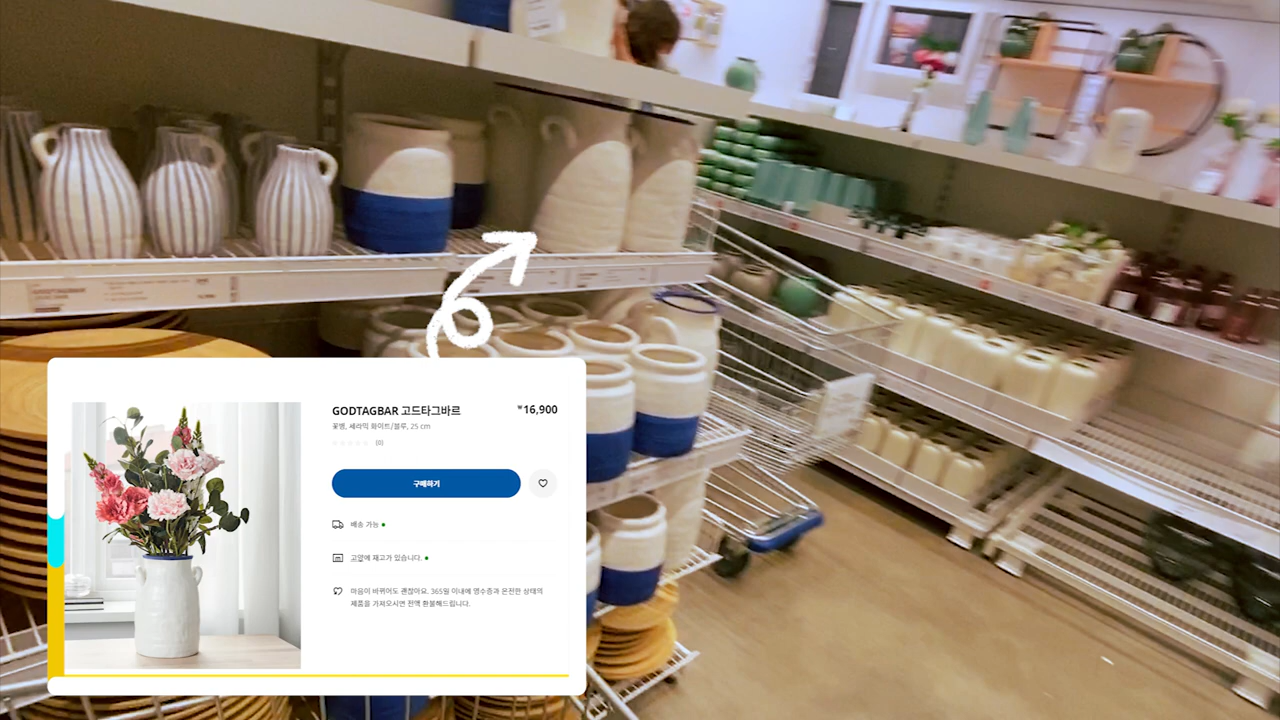 GODTAGBAR 고드타그바르
₩16,900
꽃병, 세라믹 화이트/블루, 25 cm
(0)
구매하기
배송 가능
고양에 재고가 있습니다.
마음이 바뀌어도 괜찮아요. 365일 이내에 영수증과 온전한 상태의
제품을 가져오시면 전액 환불해드립니다.